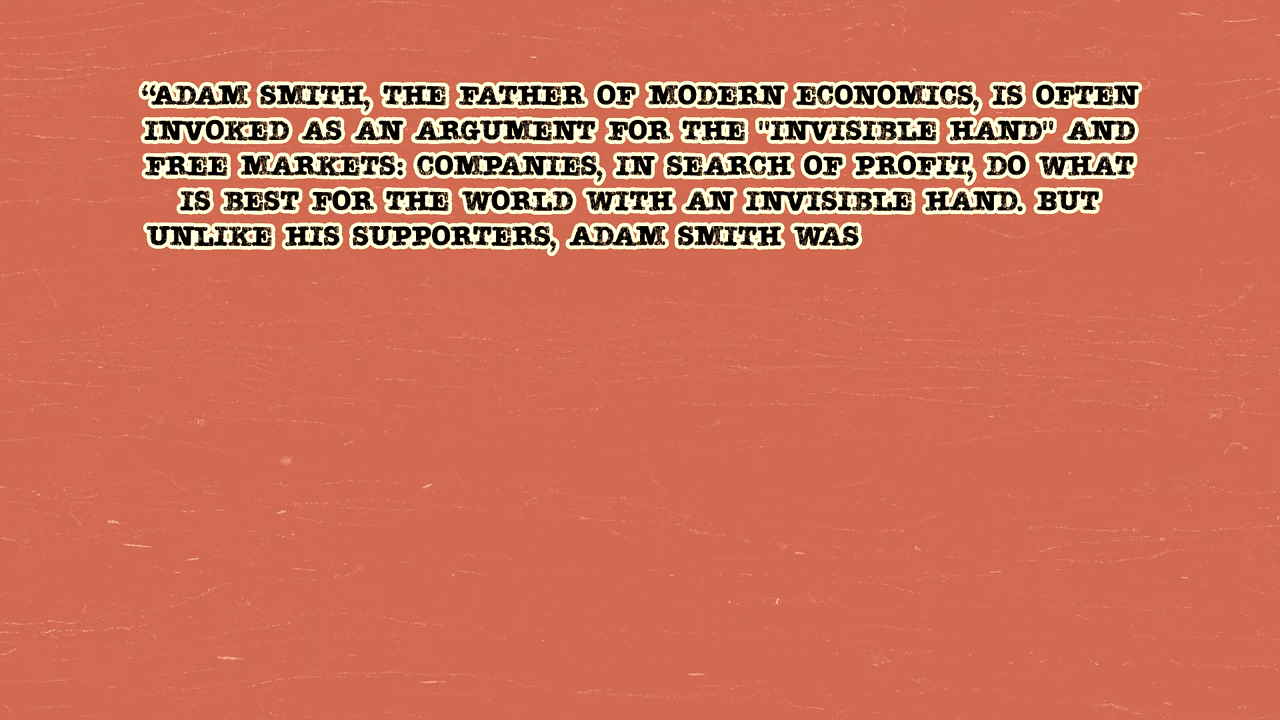 “ADAM SMITH, THE FATHER OF MODERN ECONOMICS, IS OFTEN
INVOKED AS AN ARGUMENT FOR THE "INVISIBLE HAND" AND
FREE MARKETS: COMPANIES, IN SEARCH OF PROFIT, DO WHAT
IS BEST FOR THE WORLD WITH AN INVISIBLE HAND. BUT
UNLIKE HIS SUPPORTERS, ADAM SMITH WAS